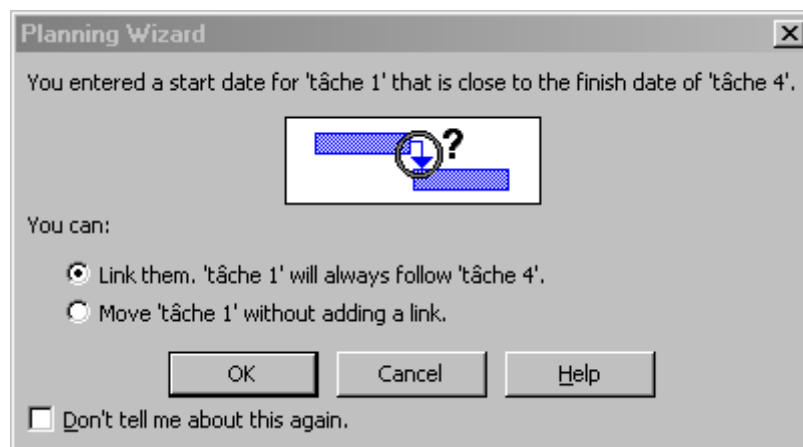 Planning Wizard
You entered a start date for 'tâche 1' that is close to the finish date of 'tâche 4'.
?
You can:
Link them. 'tâche 1' will always follow 'tâche 4'.
Move 'tâche 1' without adding a link.
OK Cancel Help
Don't tell me about this again.